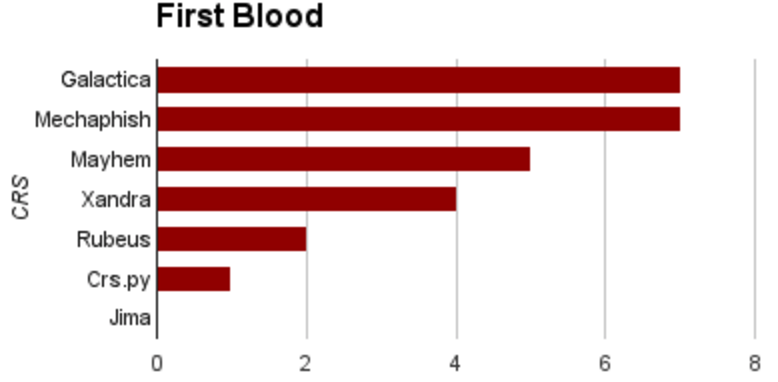 First Blood
CRS
Galactica
Mechaphish
Mayhem
Xandra
Rubeus
Crs.py
Jima
0 2 4 6 8